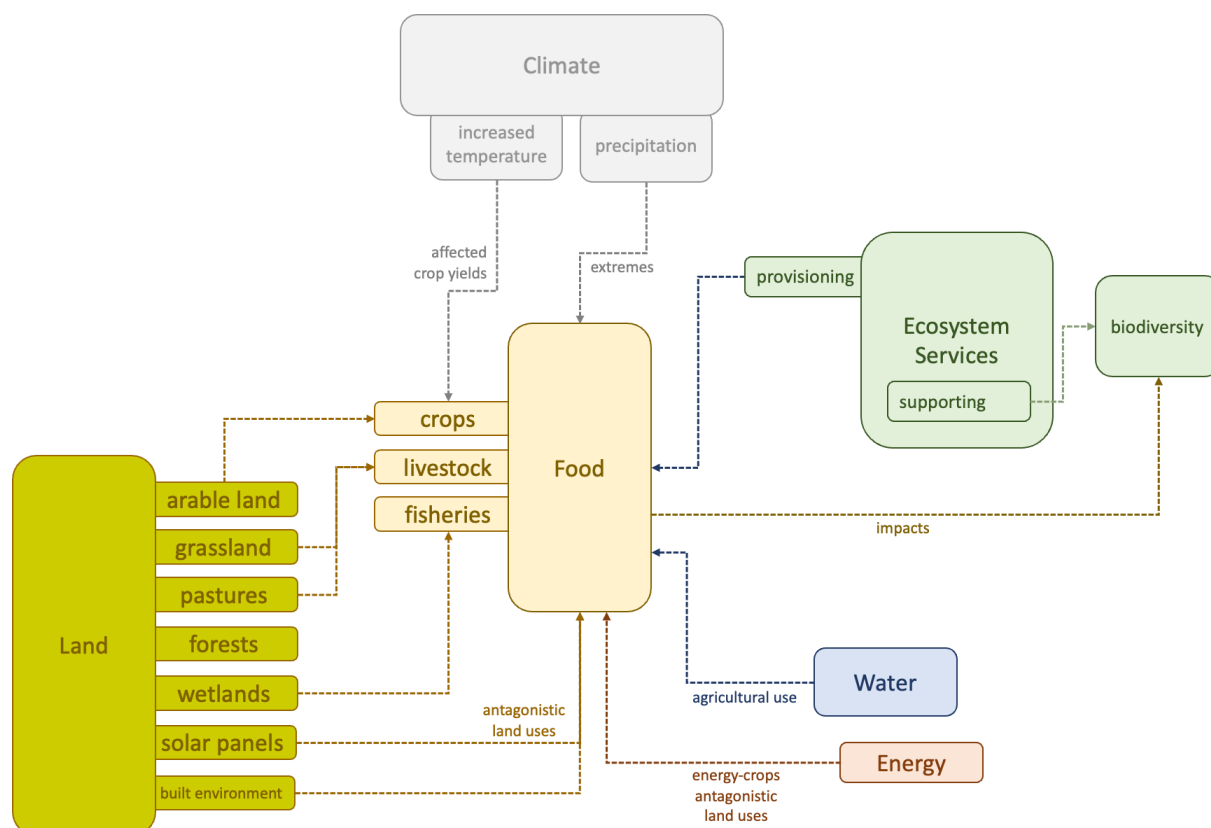 Climate
increased
temperature
precipitation
affected
crop yields
extremes
provisioning
Ecosystem
Services
supporting
biodiversity
crops
livestock
fisheries
Food
impacts
Land
arable land
grassland
pastures
forests
wetlands
solar panels
built environment
antagonistic
land uses
Water
agricultural use
Energy
energy-crops
antagonistic
land uses